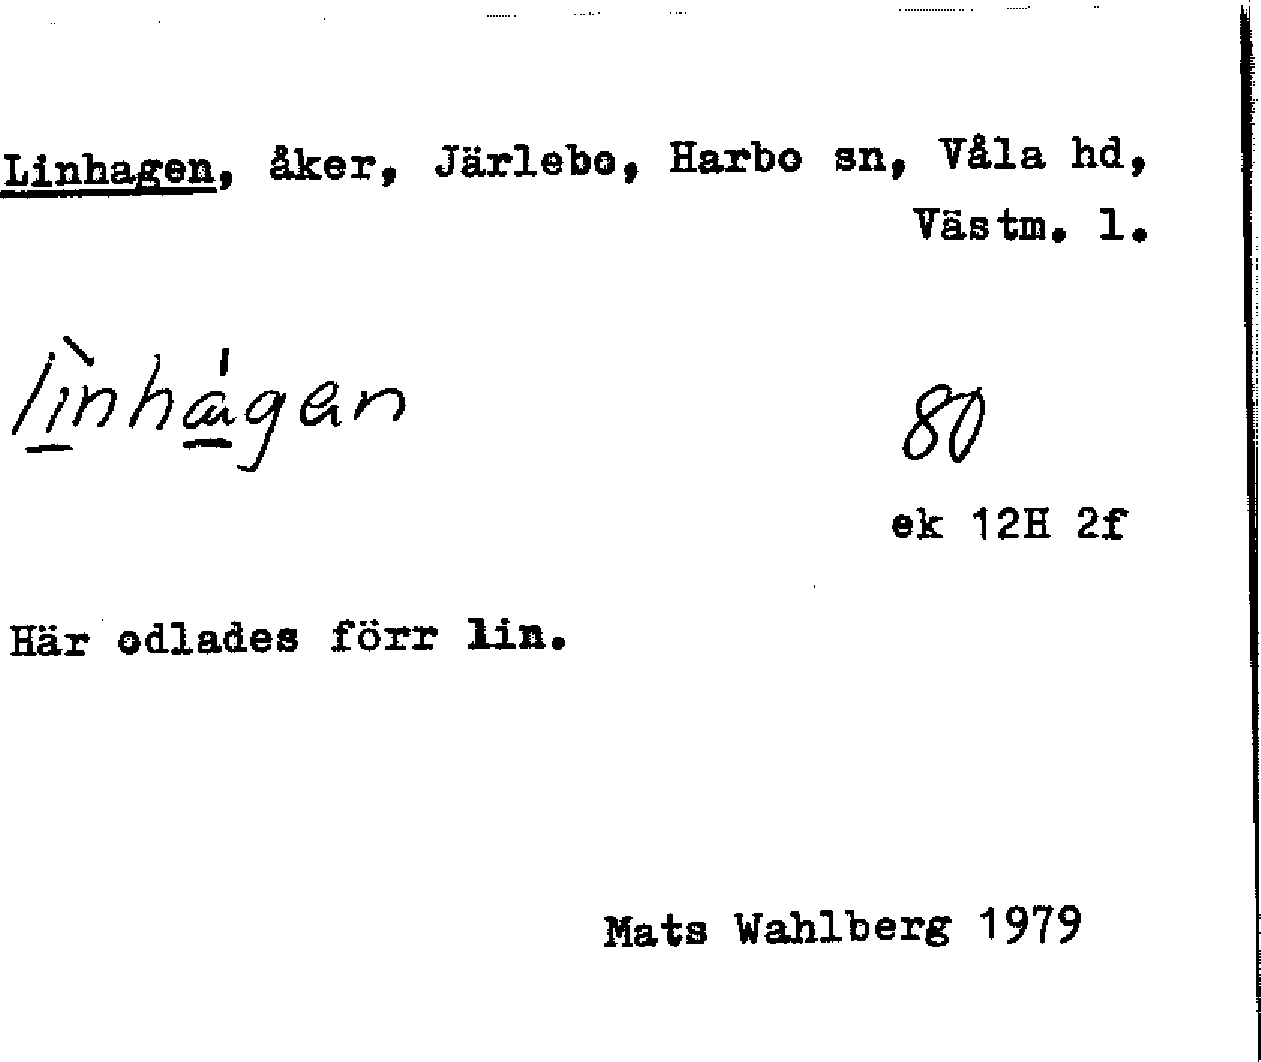 Linhagen, åker, Järlebo, Harbo sn, Våla hd,
Västm. l.
lìnhágan
80
ek 12H 2f
Här odlades förr lin.
Mats Wahlberg 1979